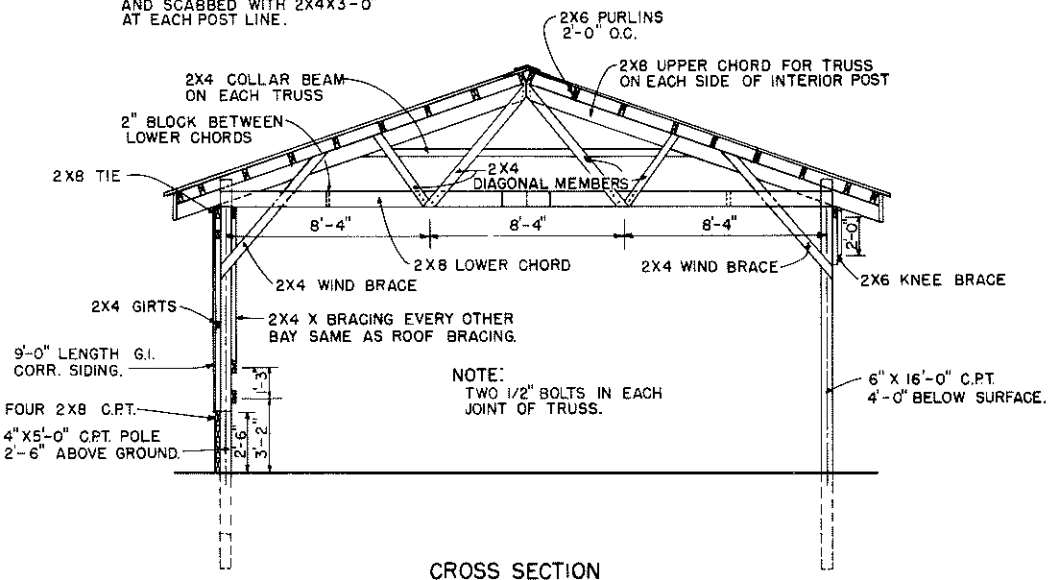 AND SCABBED WITH 2X4X3-0"
AT EACH POST LINE.
2X6 PURLINS
2'-0" O.C.
2X4 COLLAR BEAM
ON EACH TRUSS
2X8 UPPER CHORD FOR TRUSS
ON EACH SIDE OF INTERIOR POST
2" BLOCK BETWEEN
LOWER CHORDS
2X8 TIE
2X4
DIAGONAL MEMBERS
8'-4"
8'-4"
8'-4"
2'-0"
2X8 LOWER CHORD
2X4 WIND BRACE
2X4 WIND BRACE
2X6 KNEE BRACE
2X4 GIRTS
2X4 X BRACING EVERY OTHER
BAY SAME AS ROOF BRACING.
9'-0" LENGTH G.I.
CORR. SIDING.
1'-3"
NOTE:
TWO 1/2" BOLTS IN EACH
JOINT OF TRUSS.
6" X 16'-0" C.P.T.
4'-0" BELOW SURFACE.
FOUR 2X8 C.P.T.
4"X5'-0" C.P.T. POLE
2'-6" ABOVE GROUND.
2'-6"
3'-2"
CROSS SECTION